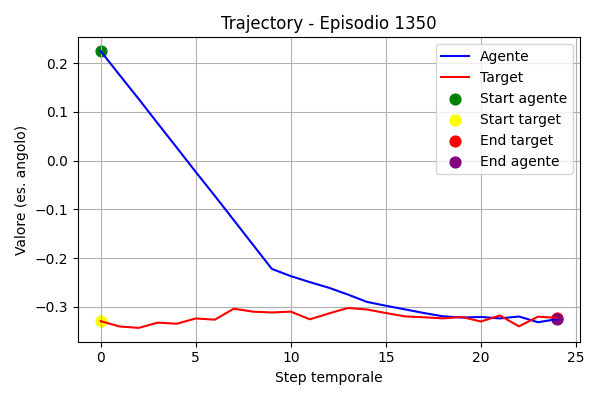 Trajectory - Episodio 1350
Valore (es. angolo)
0.2
0.1
0.0
−0.1
−0.2
−0.3
0
5
10
15
20
25
Step temporale
Agente
Target
Start agente
Start target
End target
End agente